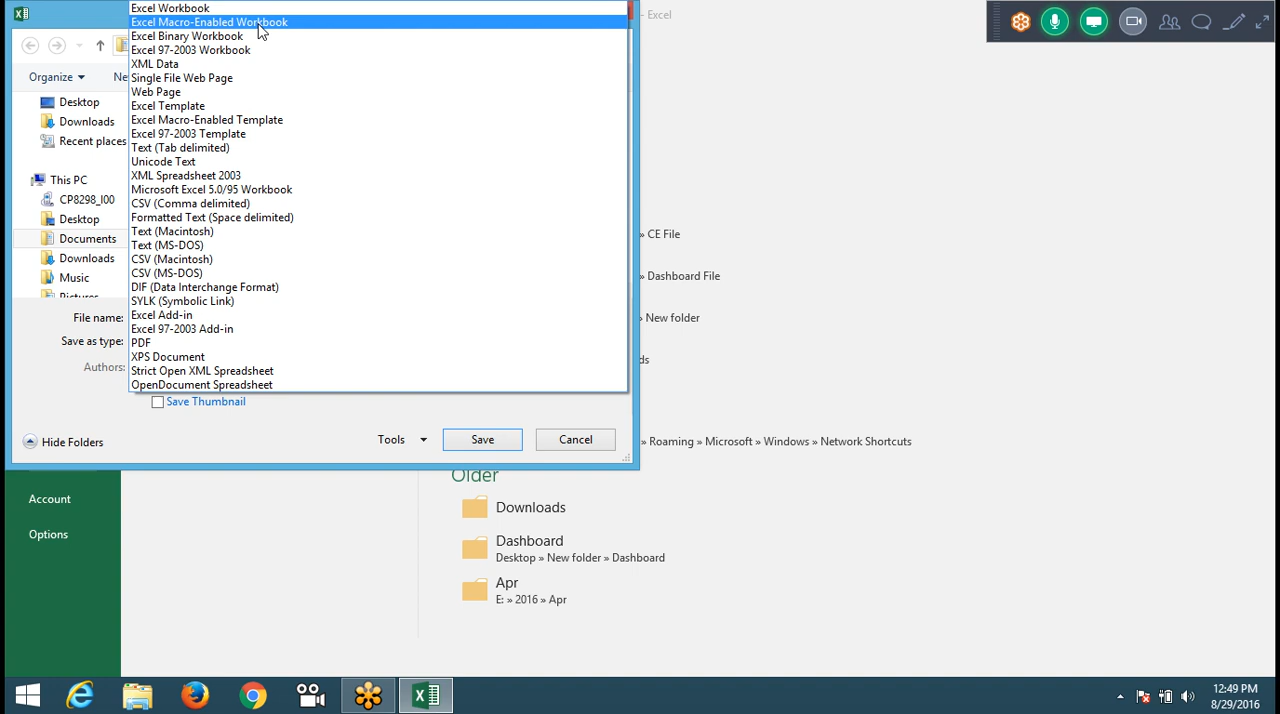 - Excel
Excel Workbook
Excel Macro-Enabled Workbook
Excel Binary Workbook
Excel 97-2003 Workbook
XML Data
Single File Web Page
Web Page
Excel Template
Excel Macro-Enabled Template
Excel 97-2003 Template
Text (Tab delimited)
Unicode Text
XML Spreadsheet 2003
Microsoft Excel 5.0/95 Workbook
CSV (Comma delimited)
Formatted Text (Space delimited)
Text (Macintosh)
Text (MS-DOS)
CSV (Macintosh)
CSV (MS-DOS)
DIF (Data Interchange Format)
SYLK (Symbolic Link)
Excel Add-in
Excel 97-2003 Add-in
PDF
XPS Document
Strict Open XML Spreadsheet
OpenDocument Spreadsheet
Organize
Desktop
Downloads
Recent places
This PC
CP8298_I00
Desktop
Documents
Downloads
Music
Pictures
File name:
Save as type:
Authors:
Save Thumbnail
Hide Folders
Tools
Save
Cancel
» CE File
» Dashboard File
» New folder
» Roaming » Microsoft » Windows » Network Shortcuts
Account
Options
Older
Downloads
Dashboard
Desktop » New folder » Dashboard
Apr
E: » 2016 » Apr
12:49 PM
8/29/2016